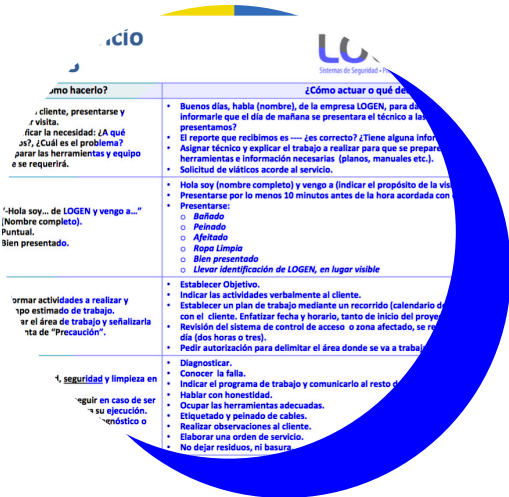 icio
LO
Sistemas de Seguridad •
omo hacerlo?
¿Cómo actuar o qué de
cliente, presentarse y
r visita.
ficar la necesidad: ¿A qué
os?, ¿Cuál es el problema?
parar las herramientas y equipo
e se requerirá.
• Buenos días, habla (nombre), de la empresa LOGEN, para da
informarle que el día de mañana se presentara el técnico a las
presentamos?
• El reporte que recibimos es ---- ¿es correcto? ¿Tiene alguna infor
• Asignar técnico y explicar el trabajo a realizar para que se prepare
herramientas e información necesarias (planos, manuales etc.).
• Solicitud de viáticos acorde al servicio.
"-Hola soy... de LOGEN y vengo a..."
(Nombre completo).
Puntual.
Bien presentado.
• Hola soy (nombre completo) y vengo a (indicar el propósito de la vis
• Presentarse por lo menos 10 minutos antes de la hora acordada con
• Presentarse:
o Bañado
o Peinado
o Afeitado
o Ropa Limpia
o Bien presentado
o Llevar identificación de LOGEN, en lugar visible
ormar actividades a realizar y
npo estimado de trabajo.
ar el área de trabajo y señalizarla
nta de "Precaución".
• Establecer Objetivo.
• Indicar las actividades verbalmente al cliente.
• Establecer un plan de trabajo mediante un recorrido (calendario de
con el cliente. Enfatizar fecha y horario, tanto de inicio del proye
• Revisión del sistema de control de acceso o zona afectado, se re
día (dos horas o tres).
• Pedir autorización para delimitar el área donde se va a trabaja
d, seguridad y limpieza en
eguir en caso de ser
ra su ejecución.
agnóstico o
• Diagnosticar.
• Conocer la falla.
• Indicar el programa de trabajo y comunicarlo al resto d
• Hablar con honestidad.
• Ocupar las herramientas adecuadas.
• Etiquetado y peinado de cables.
• Realizar observaciones al cliente.
• Elaborar una orden de servicio.
• No dejar residuos, ni basura